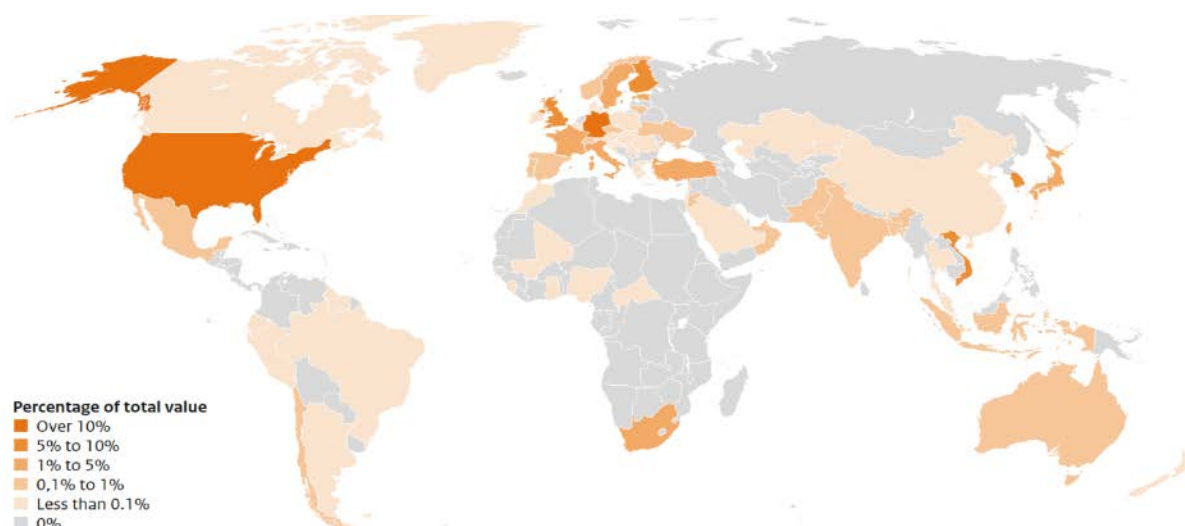 Percentage of total value
Over 10%
5% to 10%
1% to 5%
0,1% to 1%
Less than 0.1%
0%